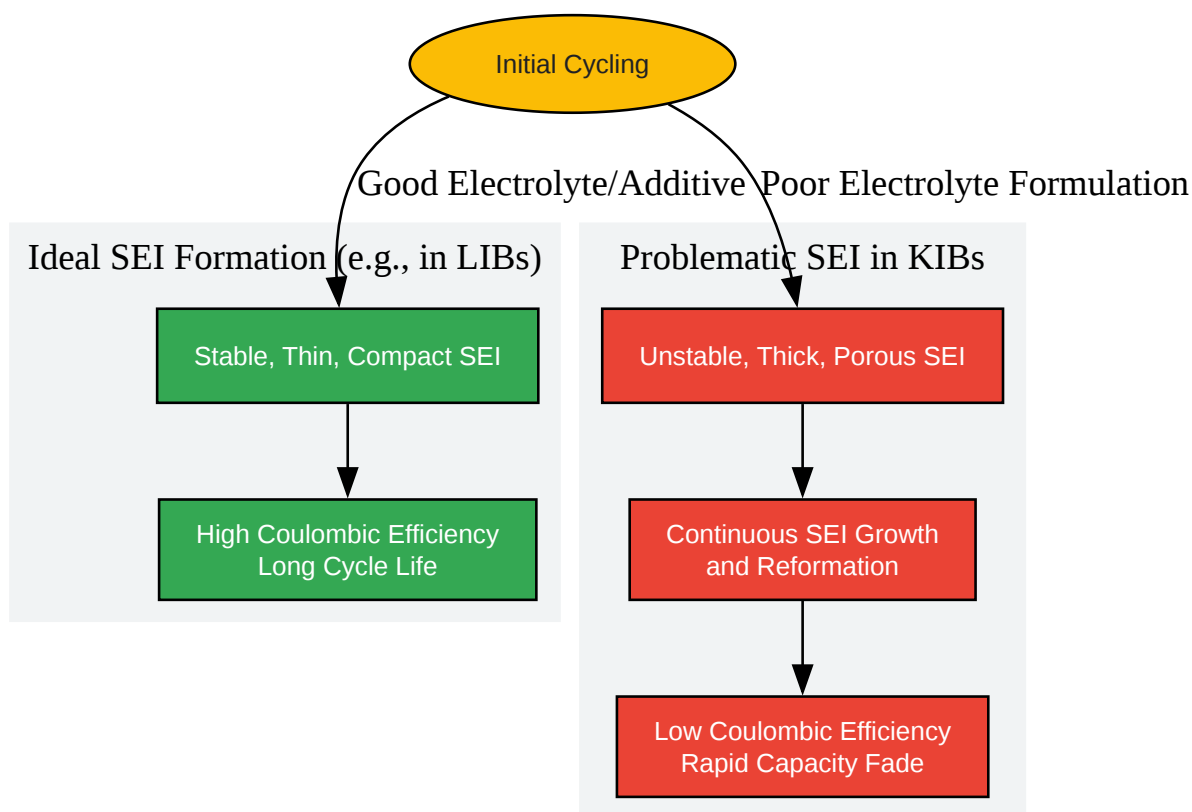 Initial Cycling
Good Electrolyte/Additive
Poor Electrolyte Formulation
Ideal SEI Formation (e.g., in LIBs)
Stable, Thin, Compact SEI
High Coulombic Efficiency
Long Cycle Life
Problematic SEI in KIBs
Unstable, Thick, Porous SEI
Continuous SEI Growth
and Reformation
Low Coulombic Efficiency
Rapid Capacity Fade